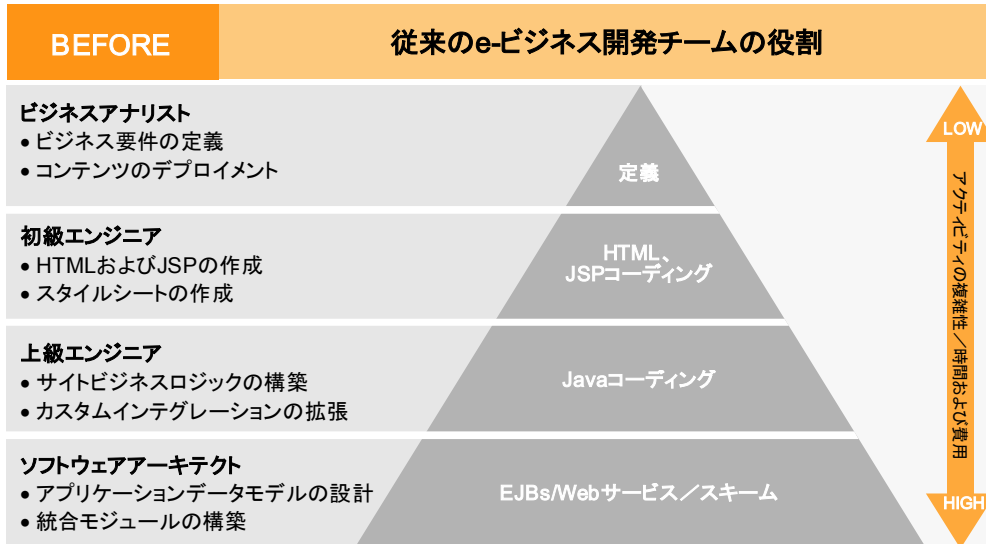 BEFORE
従来のe-ビジネス開発チームの役割
ビジネスアナリスト
• ビジネス要件の定義
• コンテンツのデプロイメント
定義
初級エンジニア
• HTMLおよびJSPの作成
• スタイルシートの作成
HTML、
JSPコーディング
上級エンジニア
• サイトビジネスロジックの構築
• カスタムインテグレーションの拡張
Javaコーディング
ソフトウェアアーキテクト
• アプリケーションデータモデルの設計
• 統合モジュールの構築
EJBs/Webサービス／スキーム
LOW
アクティビティの複雑性／時間および費用
HIGH